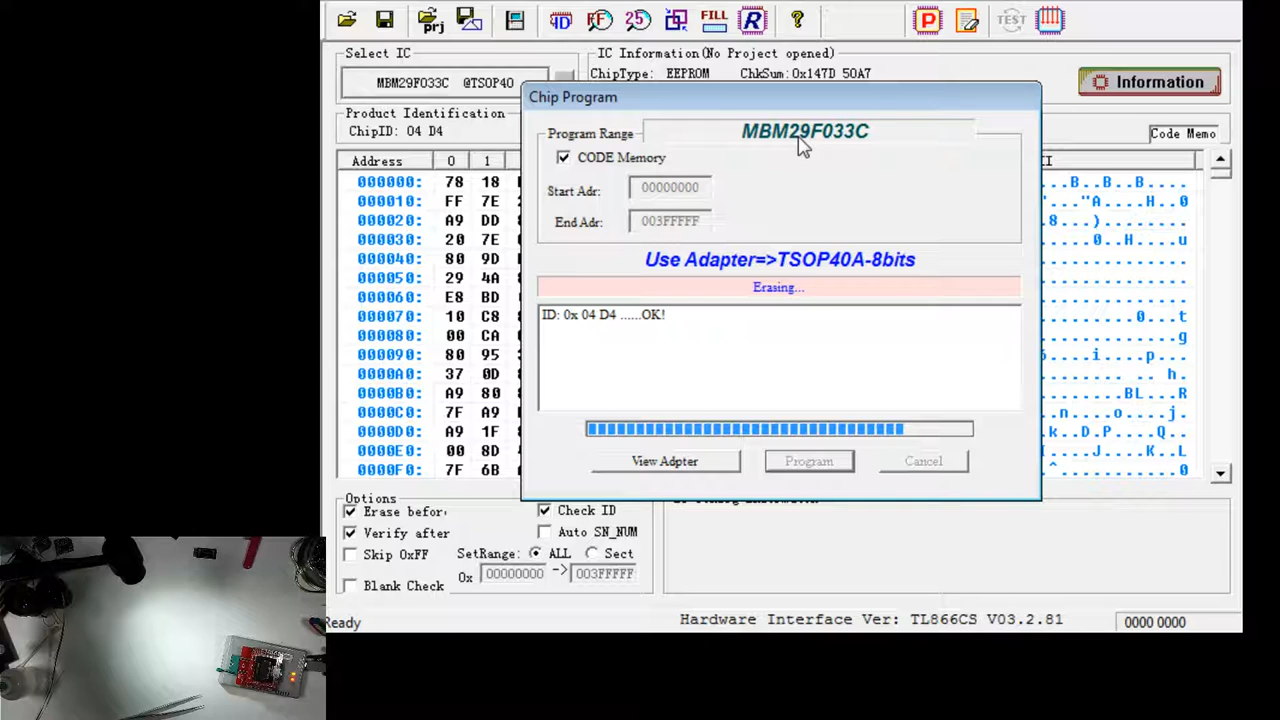 prj
ID
RF
25
FILL
R
?
P
TEST
Select IC
MBM29F033C @TSOP40
IC Information(No Project opened)
ChipType: EEPROM ChkSum:0x147D 50A7
Information
Product Identification
ChipID: 04 D4
Code Memo
Chip Program
Program Range
MBM29F033C
CODE Memory
Start Adr: 00000000
End Adr: 003FFFFF
Use Adapter=>TSOP40A-8bits
Erasing...
ID: 0x 04 D4 ......OK!
View Adpter
Program
Cancel
Address 0 1
000000: 78 18
000010: FF 7E
000020: A9 DD
000030: 20 7E
000040: 80 9D
000050: 29 4A
000060: E8 BD
000070: 10 C8
000080: 00 CA
000090: 80 95
0000A0: 37 0D
0000B0: A9 80
0000C0: 7F A9
0000D0: A9 1F
0000E0: 00 8D
0000F0: 7F 6B
Options
Erase befor
Check ID
Verify after
Auto SN_NUM
Skip 0xFF
SetRange: ALL Sect
Blank Check
0x 00000000 -> 003FFFFF
Ready
Hardware Interface Ver: TL866CS V03.2.81
0000 0000